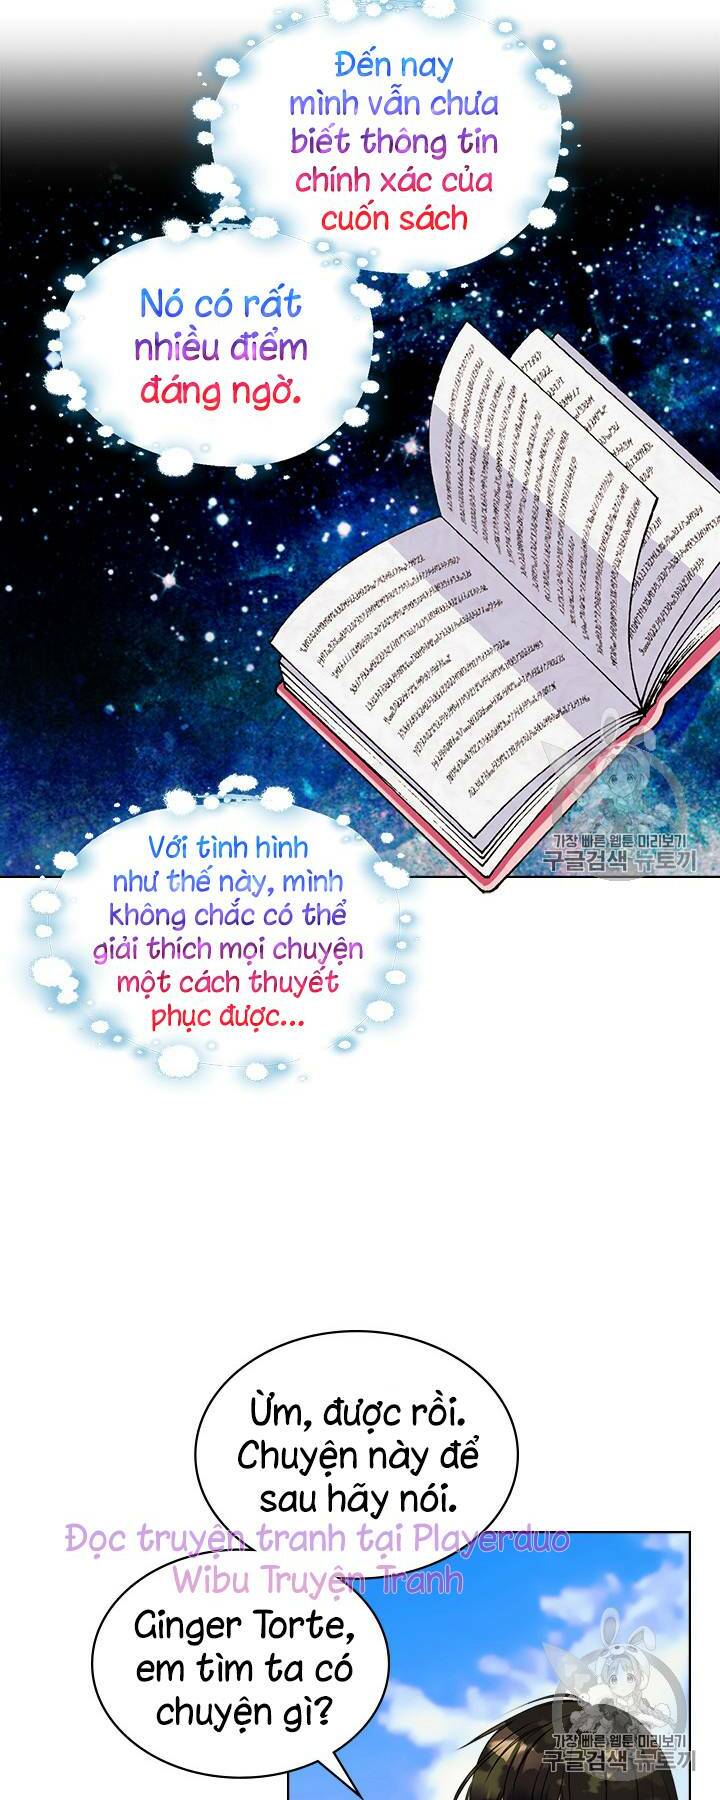 Đến nay
mình vẫn chưa
biết thông tin
chính xác của
cuốn sách
Nó có rất
nhiều điểm
đáng ngờ.
가장 빠른 웹툰 미리보기
구글검색 뉴토끼
Với tình hình
như thế này, mình
không chắc có thể
giải thích mọi chuyện
một cách thuyết
phục được...
Ừm, được rồi.
Chuyện này để
sau hãy nói.
Đọc truyện tranh tại Playerduo
Wibu Truyện Tranh
Ginger Torte,
em tìm ta có
chuyện gì?
가장 빠른 웹툰 미리보기
구글검색 뉴토끼